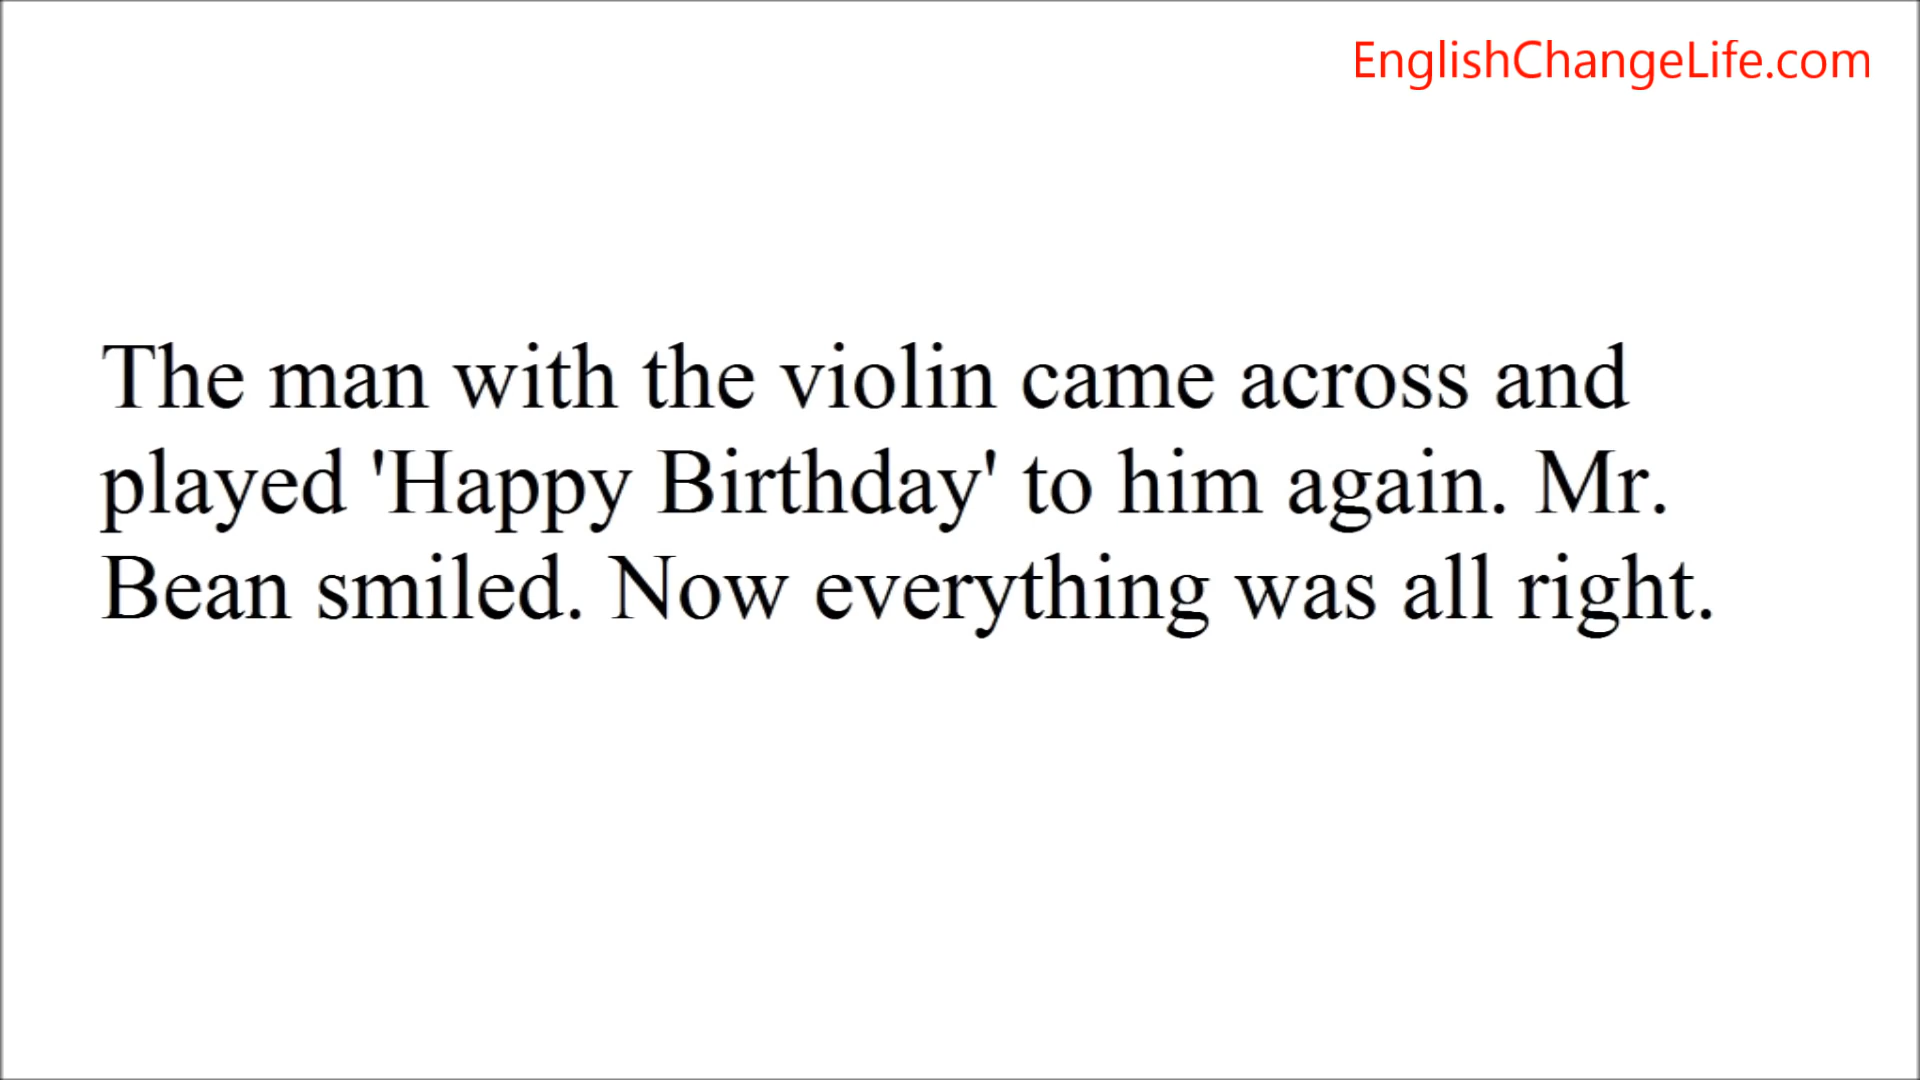 EnglishChangeLife.com
The man with the violin came across and
played 'Happy Birthday' to him again. Mr.
Bean smiled. Now everything was all right.